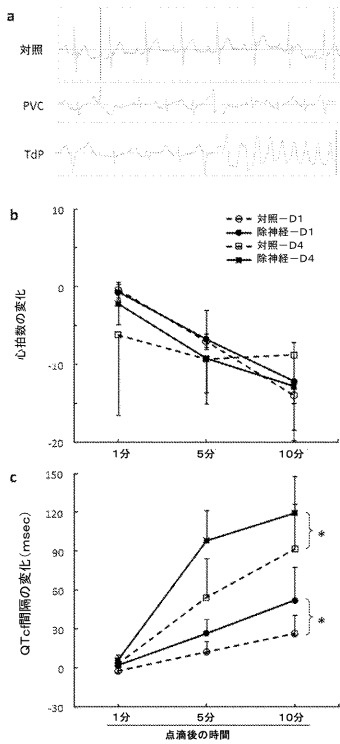 a
対照
PVC
TdP
b
10
0
-10
-20
心拍数の変化
対照－D1
除神経－D1
対照－D4
除神経－D4
1分 5分 10分
c
150
120
90
60
30
0
-30
QTcf間隔の変化(msec)
*
*
1分 5分 10分
点滴後の時間